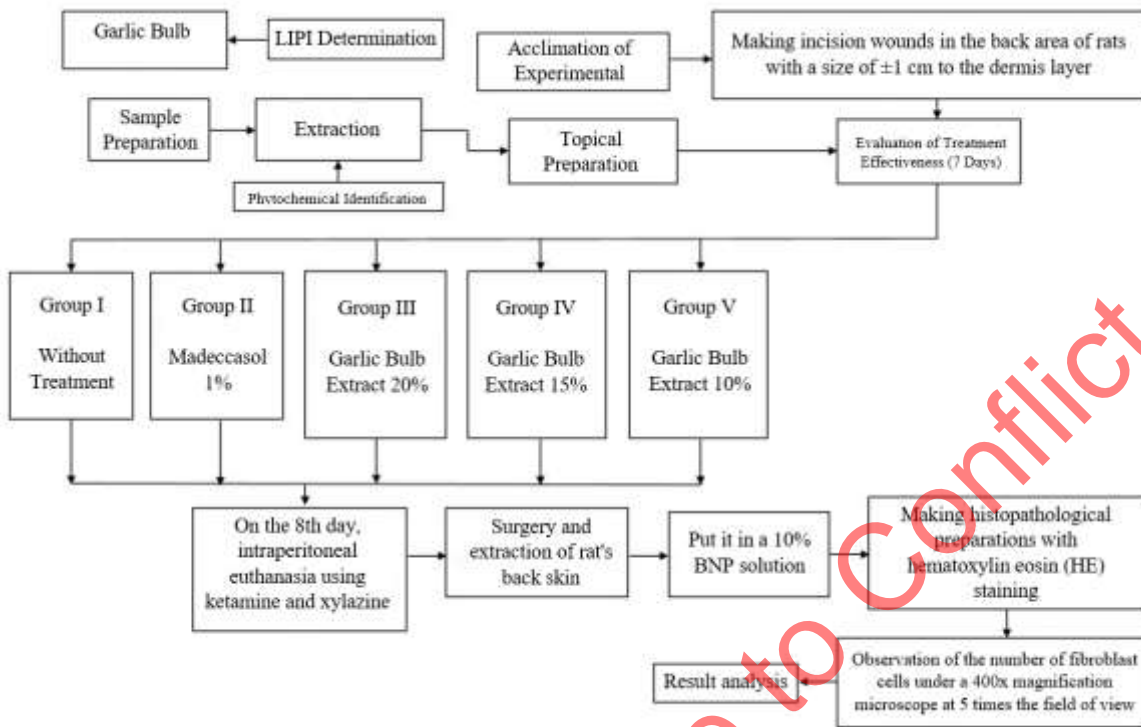 Garlic Bulb
LIPI Determination
Acclimation of
Experimental
Making incision wounds in the back area of rats
with a size of ±1 cm to the dermis layer
Sample
Preparation
Extraction
Topical
Preparation
Evaluation of Treatment
Effectiveness (7 Days)
Phytochemical Identification
Group I
Without
Treatment
Group II
Madeccasol
1%
Group III
Garlic Bulb
Extract 20%
Group IV
Garlic Bulb
Extract 15%
Group V
Garlic Bulb
Extract 10%
On the 8th day,
intraperitoneal
euthanasia using
ketamine and xylazine
Surgery and
extraction of rat's
back skin
Put it in a 10%
BNP solution
Making histopathological
preparations with
hematoxylin eosin (HE)
staining
Observation of the number of fibroblast
cells under a 400x magnification
microscope at 5 times the field of view
Result analysis
to Conflict